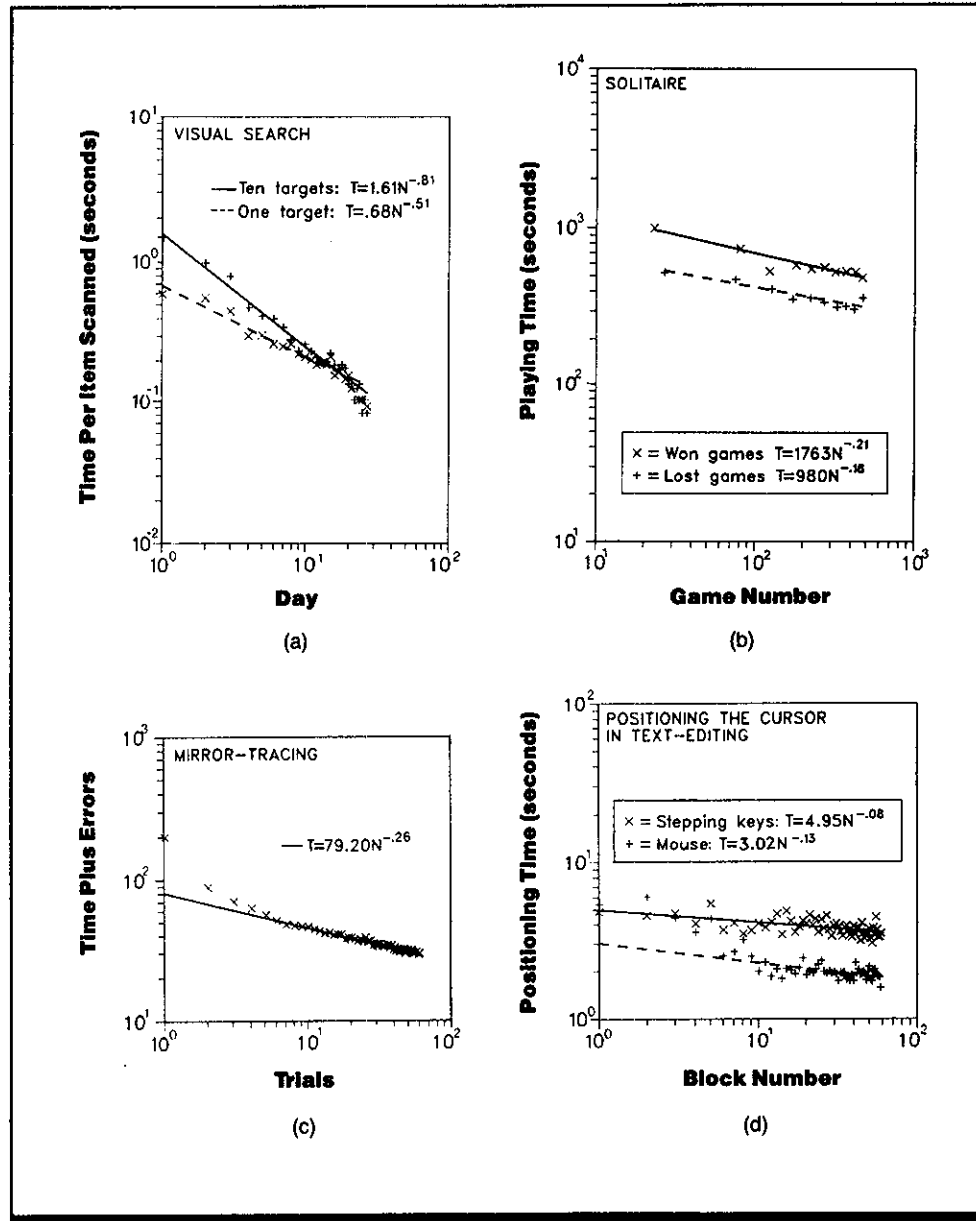 VISUAL SEARCH
Ten targets: T=1.61N^-.81
One target: T=.68N^-.51
Time Per Item Scanned (seconds)
10^1
10^0
10^-1
10^-2
10^0 10^1 10^2
Day
(a)
SOLITAIRE
Playing Time (seconds)
10^4
10^3
10^2
10^1
× = Won games T=1763N^-.21
+ = Lost games T=980N^-.18
10^1 10^2 10^3
Game Number
(b)
MIRROR-TRACING
T=79.20N^-.26
Time Plus Errors
10^3
10^2
10^1
10^0 10^1 10^2
Trials
(c)
POSITIONING THE CURSOR
IN TEXT-EDITING
Positioning Time (seconds)
10^2
10^1
10^0
× = Stepping keys: T=4.95N^-.08
+ = Mouse: T=3.02N^-.13
10^0 10^1 10^2
Block Number
(d)